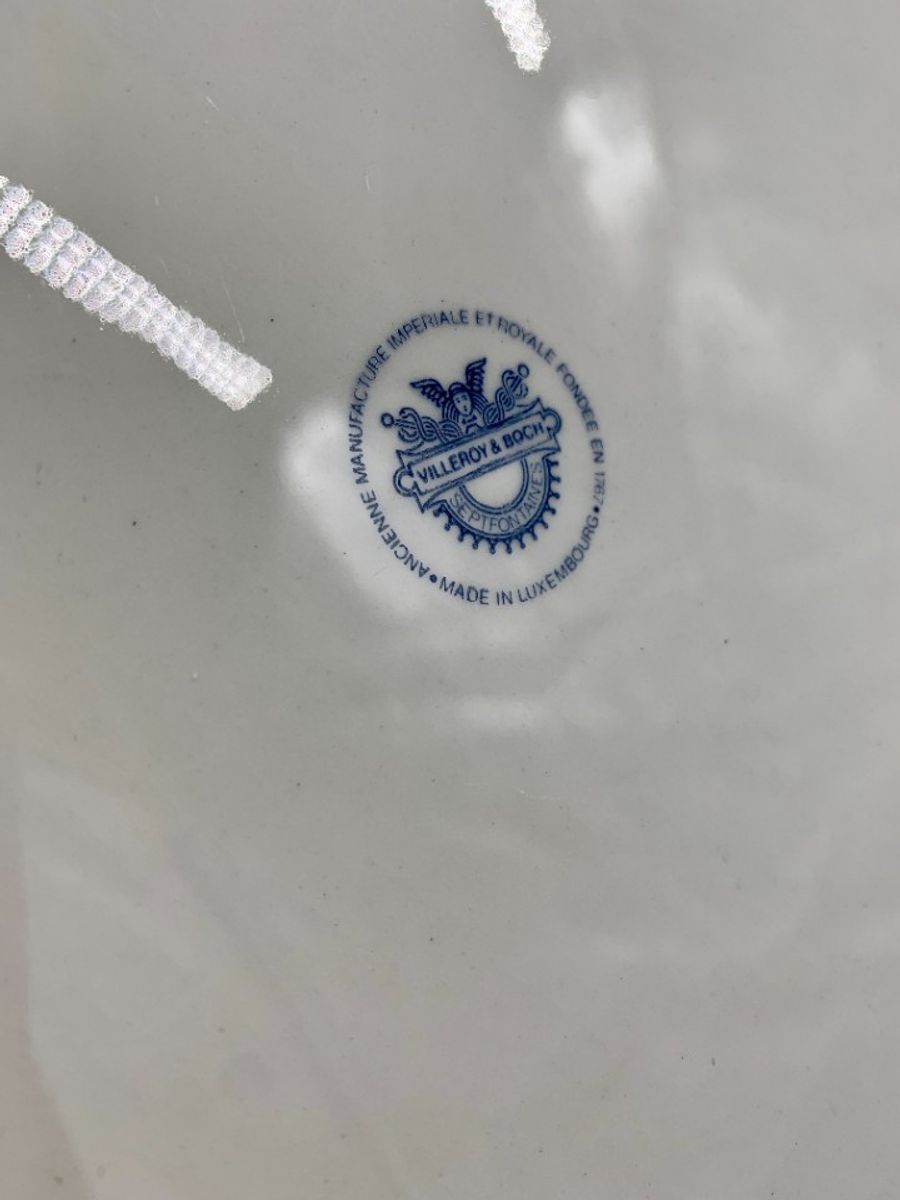 ANCIENNE MANUFACTURE IMPERIALE ET ROYALE FONDEE EN 1767 •
MADE IN LUXEMBOURG •
VILLEROY & BOCH
SEPTFONTAINES